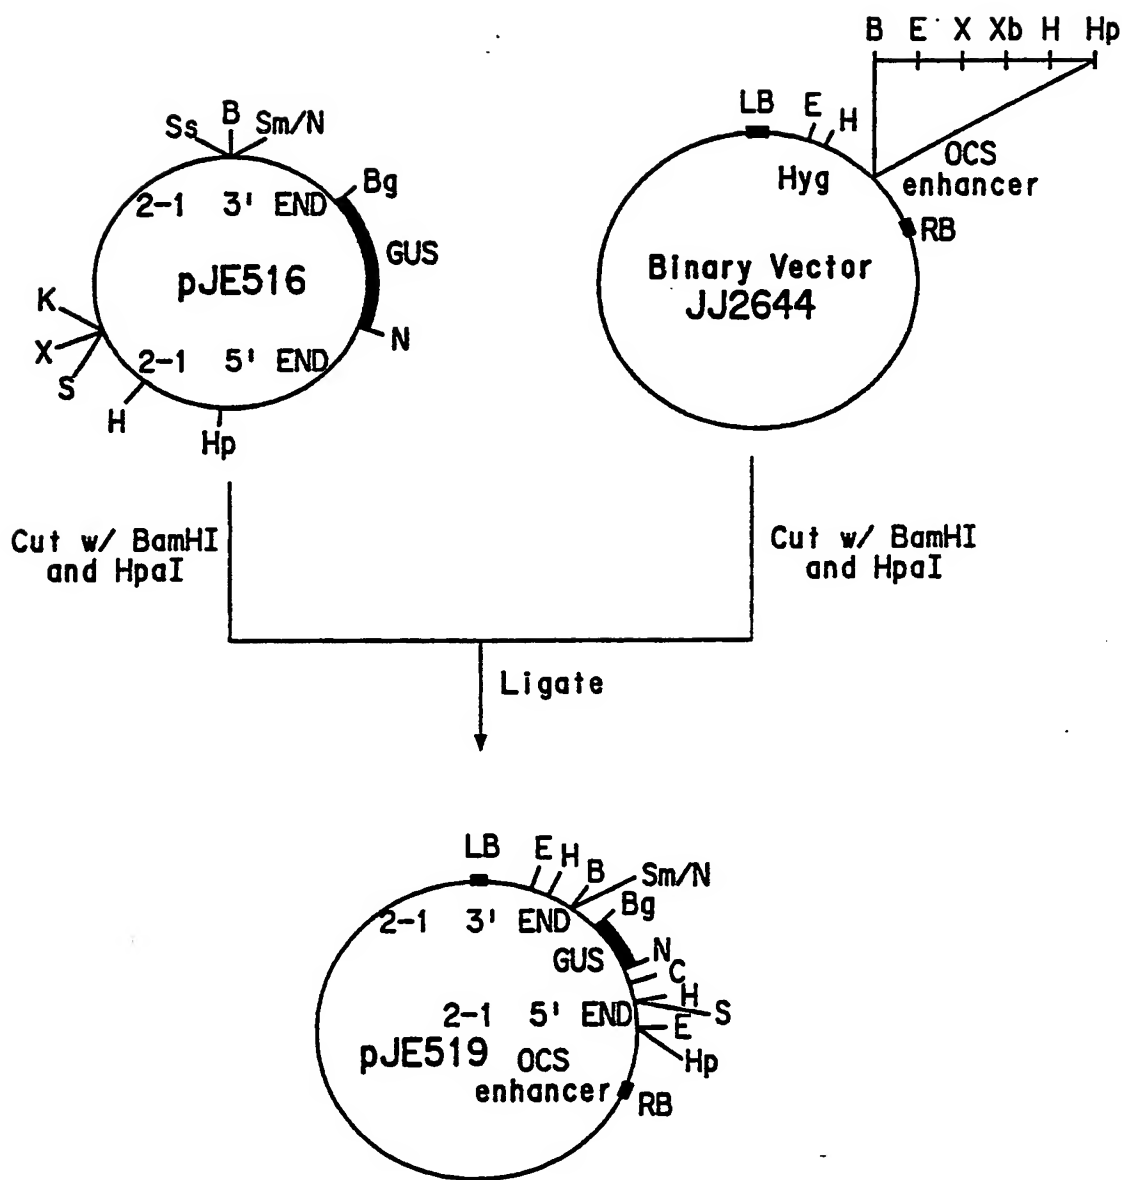 B E X Xb H Hp
LB E H
OCS
enhancer
Hyg
RB
Binary Vector
JJ2644
Ss B Sm/N
Bg
2-1 3' END
GUS
pJE516
K
X
S
N
2-1 5' END
H
Hp
Cut w/ BamHI
and HpaI
Cut w/ BamHI
and HpaI
Ligate
LB E H B Sm/N
Bg
2-1 3' END
GUS
N
C
H
S
2-1 5' END
E
Hp
pJE519
OCS
enhancer
RB